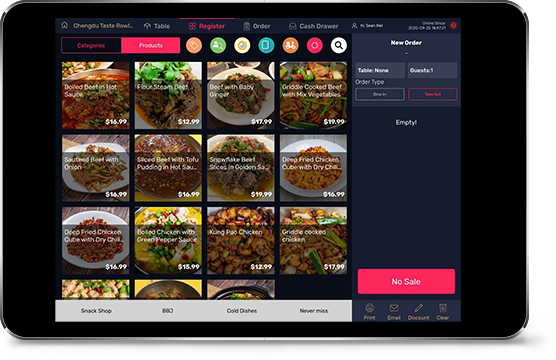 Chengdu Taste Rowl...
Table
Register
Order
Cash Drawer
hi, Sean Kiel
Online Since
2020-09-25 18:47:21
Categories
Products
New Order
-
Table: None
Guests:1
Order Type
Dine In
Take Out
Empty!
Boiled Beef in Hot Sauce
$16.99
Flour Steam Beef
$12.99
Beef with Baby Ginger
$17.99
Griddle Cooked Beef with Mix Vegetables
$19.99
Sauteed Beef with Onion
$16.99
Sliced Beef With Tofu Pudding in Hot Sau...
$16.99
Snowflake Beef Slices in Golden Sa...
$19.99
Deep Fried Chicken Cube with Dry Chili...
$16.99
Deep Fried Chicken Cube with Dry Chili...
$16.99
Boiled Chicken with Green Pepper Sauce
$15.99
Kung Pao Chicken
$12.99
Griddle cooked chicken
$17.99
No Sale
Snack Shop
BBJ
Cold Dishes
Never miss
Print
Email
Discount
Clear